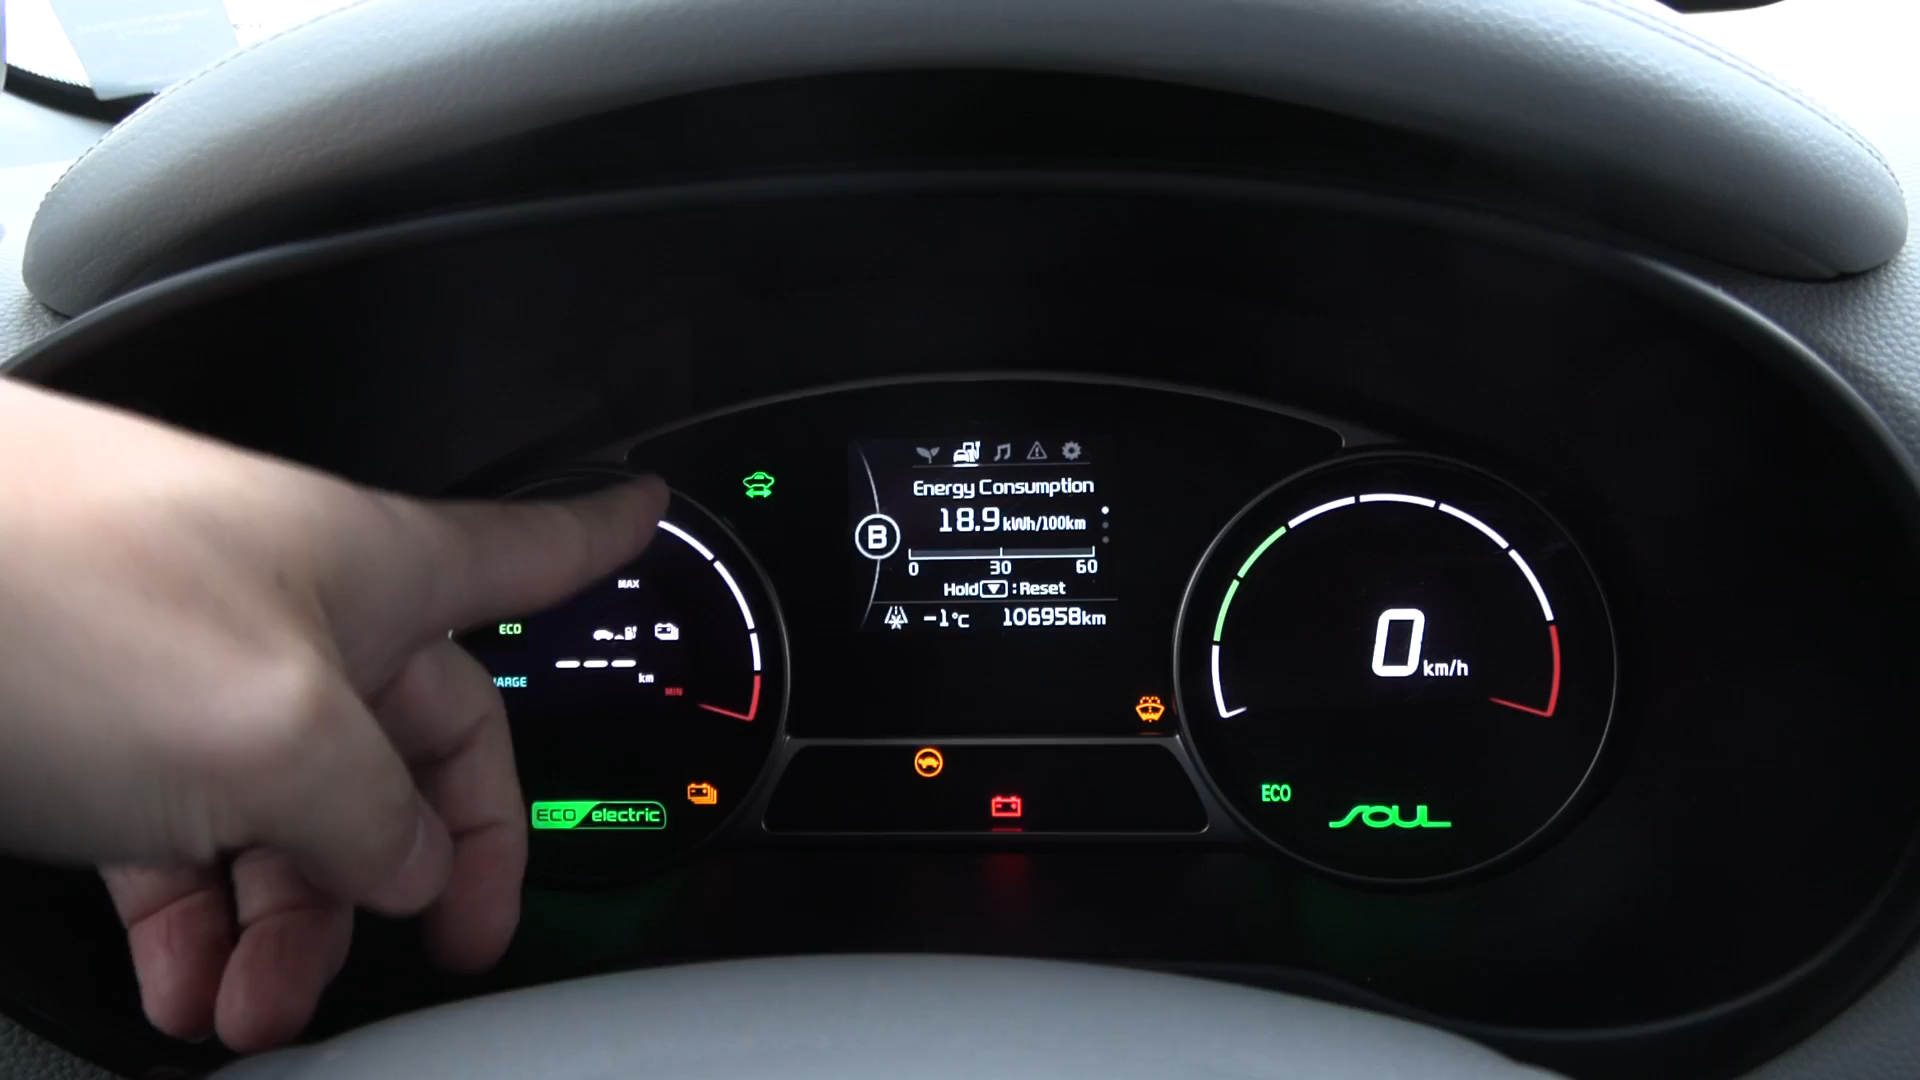 Energy Consumption
B
18.9 kWh/100km
0 30 60
Hold ▼ : Reset
-1°C 106958km
MAX
ECO
--- km
ARGE
MIN
ECO electric
0 km/h
ECO
SOUL